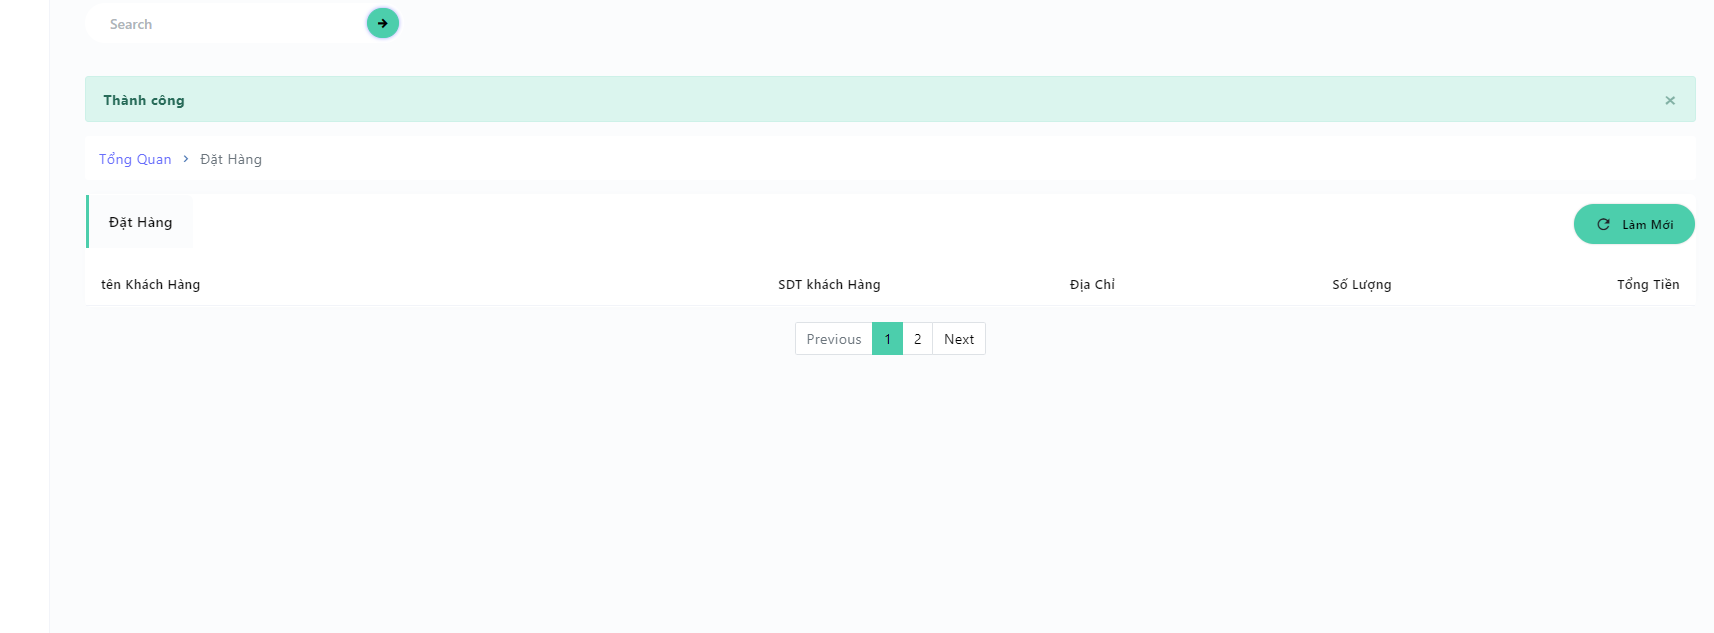 Search
Thành công ×
Tổng Quan › Đặt Hàng
Đặt Hàng
Làm Mới
tên Khách Hàng SDT khách Hàng Địa Chỉ Số Lượng Tổng Tiền
Previous 1 2 Next